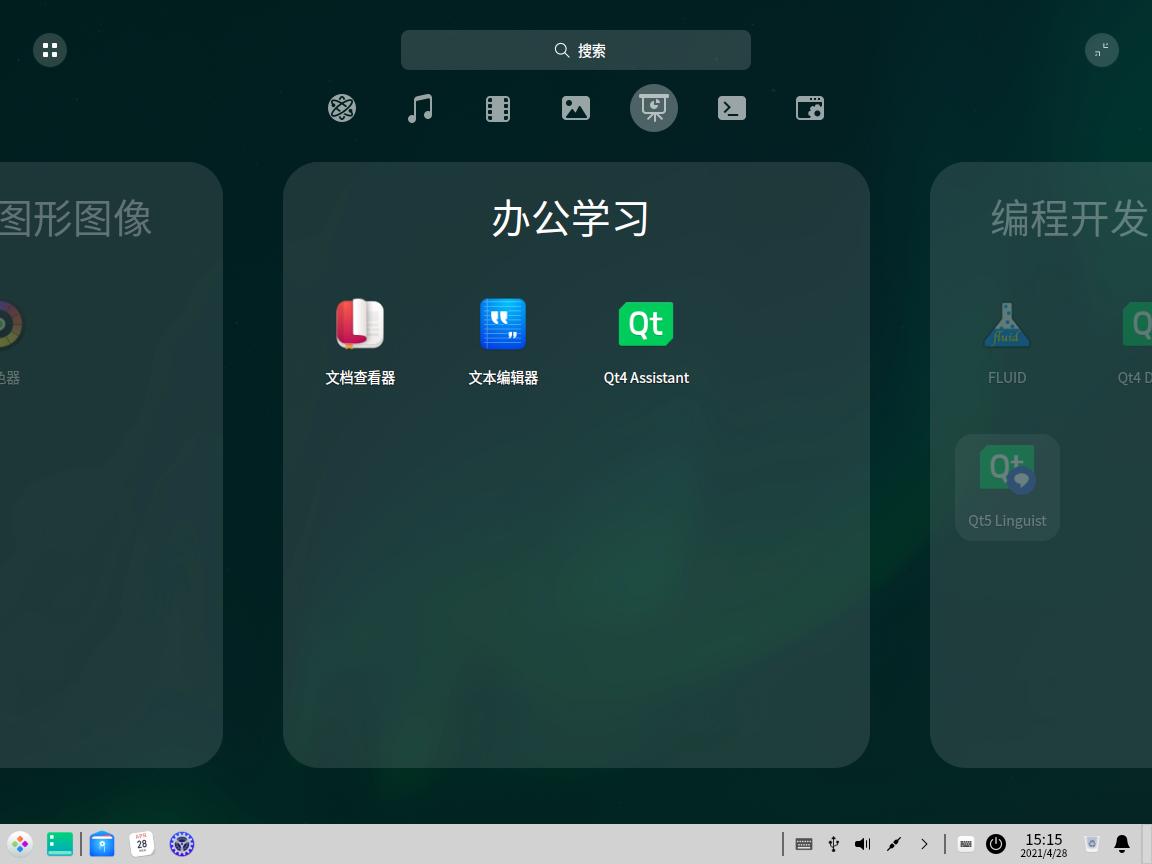 搜索
图形图像
办公学习
编程开发
色器
文档查看器
文本编辑器
Qt
Qt4 Assistant
fluid
FLUID
Qt4 D
Qt
Qt5 Linguist
APR
28
15:15
2021/4/28